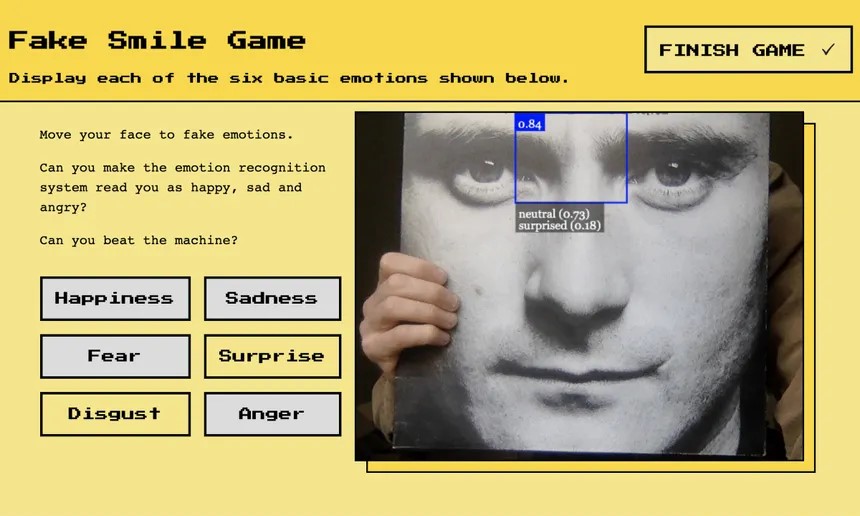 Fake Smile Game
Display each of the six basic emotions shown below.
FINISH GAME ✓
Move your face to fake emotions.
Can you make the emotion recognition
system read you as happy, sad and
angry?
Can you beat the machine?
Happiness
Sadness
Fear
Surprise
Disgust
Anger
0.84
neutral (0.73)
surprised (0.18)